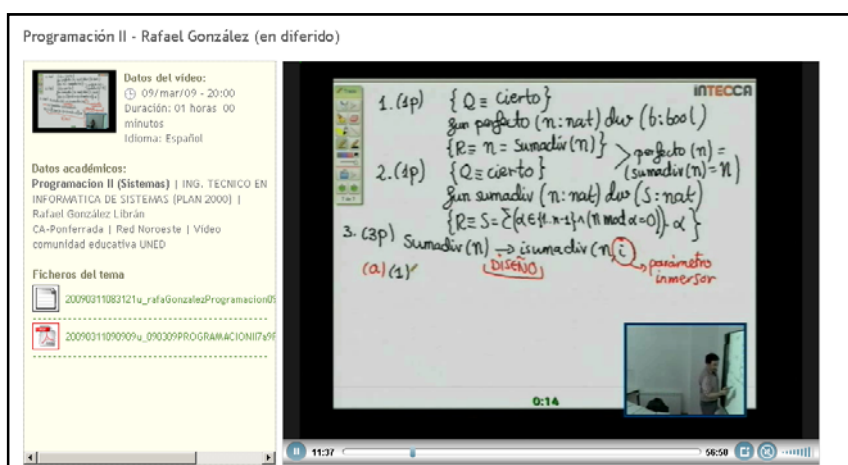 Programación II - Rafael González (en diferido)
Datos del vídeo:
09/mar/09 - 20:00
Duración: 01 horas 00
minutos
Idioma: Español
Datos académicos:
Programacion II (Sistemas) | ING. TECNICO EN
INFORMATICA DE SISTEMAS (PLAN 2000) |
Rafael González Librán
CA-Ponferrada | Red Noroeste | Video
comunidad educativa UNED
Ficheros del tema
20090311083121u_rafaGonzalezProgramacion09
20090311090909u_090309PROGRAMACIONII7a9F
INTECCA
1. (1p) {Q ≡ cierto}
fun perfecto (n: nat) dev (b: bool)
{R ≡ n = sumadiv(n)}
perfecto (n) =
(sumadiv(n) = n)
2. (1p) {Q ≡ cierto}
fun sumadiv (n: nat) dev (s: nat)
{R ≡ S = Σ(α ∈ {1..n-1} ∧ (n mod α = 0)). α}
3. (3p) Sumadiv (n) → isumadiv (n, i)
DISEÑO
parámetro
inmersor
(a) (1)
0:14
11:37
56:50